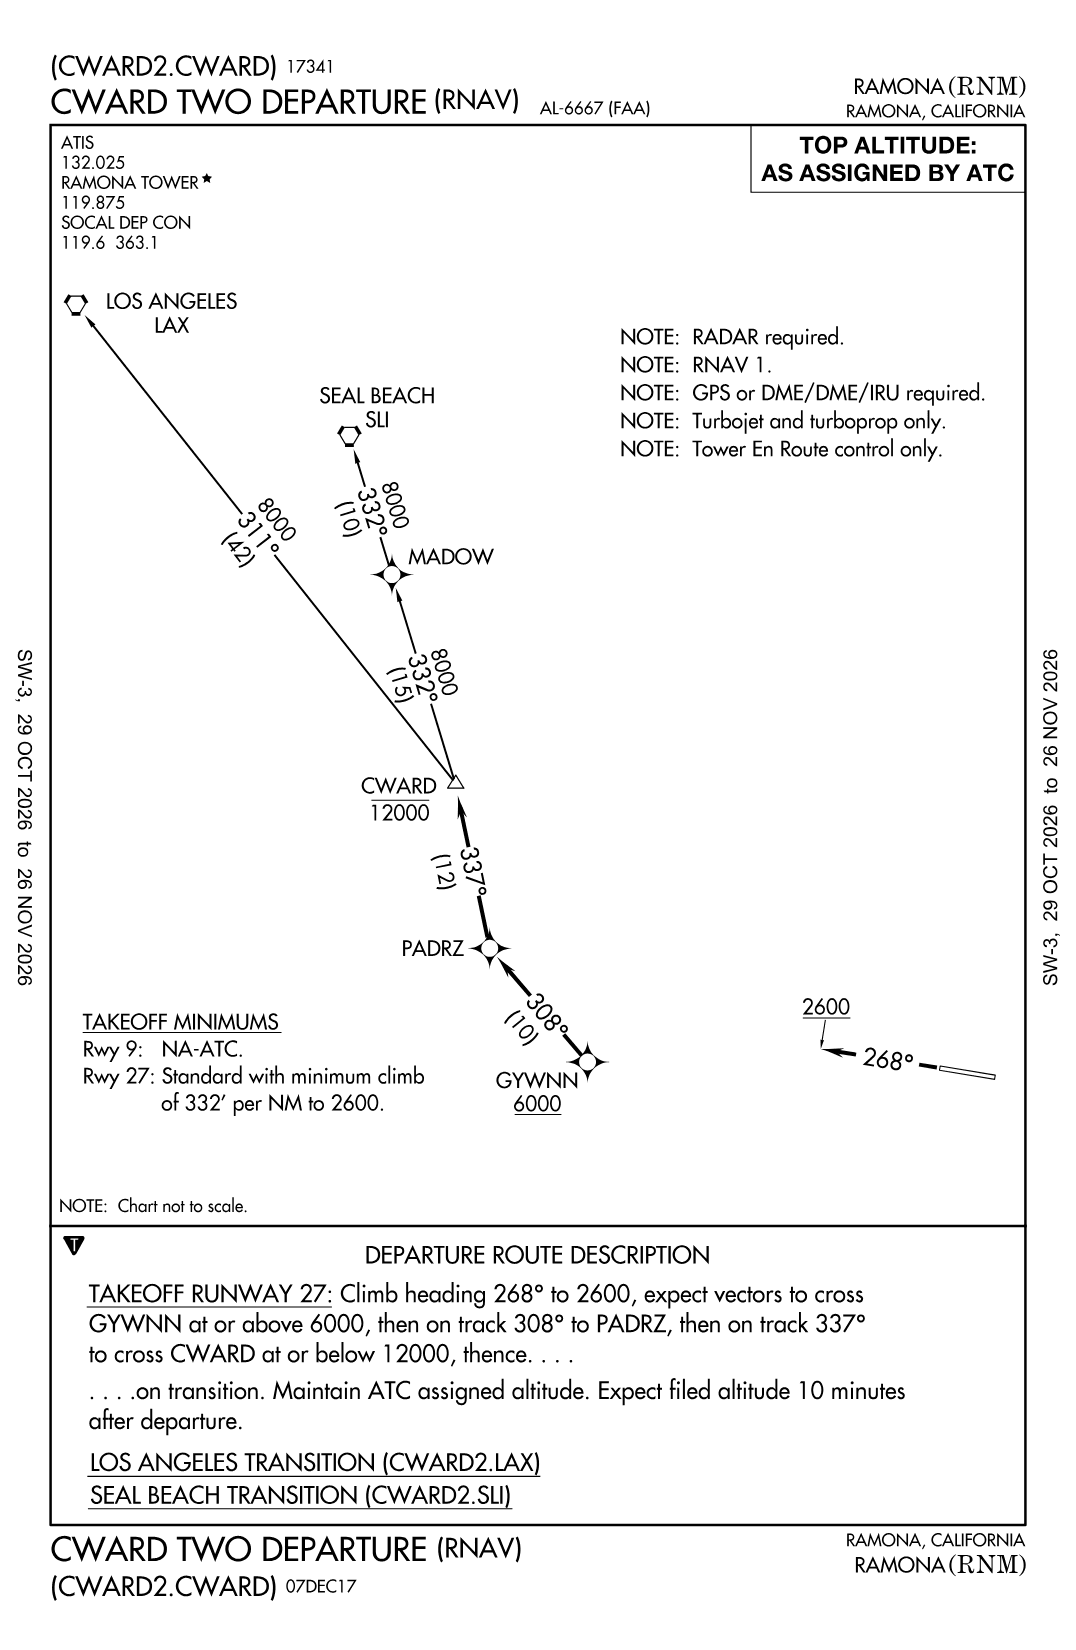 (CWARD2.CWARD) 17341
CWARD TWO DEPARTURE (RNAV) AL-6667 (FAA)
RAMONA (RNM)
RAMONA, CALIFORNIA
ATIS
132.025
RAMONA TOWER★
119.875
SOCAL DEP CON
119.6 363.1
TOP ALTITUDE:
AS ASSIGNED BY ATC
LOS ANGELES
LAX
NOTE: RADAR required.
NOTE: RNAV 1.
NOTE: GPS or DME/DME/IRU required.
NOTE: Turbojet and turboprop only.
NOTE: Tower En Route control only.
SEAL BEACH
SLI
8000
332°
(10)
8000
311°
(42)
MADOW
8000
332°
(15)
CWARD
12000
337°
(12)
PADRZ
308°
(10)
GYWNN
6000
2600
268°
TAKEOFF MINIMUMS
Rwy 9: NA-ATC.
Rwy 27: Standard with minimum climb
of 332' per NM to 2600.
NOTE: Chart not to scale.
SW-3, 29 OCT 2026 to 26 NOV 2026
SW-3, 29 OCT 2026 to 26 NOV 2026
T
DEPARTURE ROUTE DESCRIPTION
TAKEOFF RUNWAY 27: Climb heading 268° to 2600, expect vectors to cross
GYWNN at or above 6000, then on track 308° to PADRZ, then on track 337°
to cross CWARD at or below 12000, thence. . . .
. . . .on transition. Maintain ATC assigned altitude. Expect filed altitude 10 minutes
after departure.
LOS ANGELES TRANSITION (CWARD2.LAX)
SEAL BEACH TRANSITION (CWARD2.SLI)
CWARD TWO DEPARTURE (RNAV)
(CWARD2.CWARD) 07DEC17
RAMONA, CALIFORNIA
RAMONA (RNM)